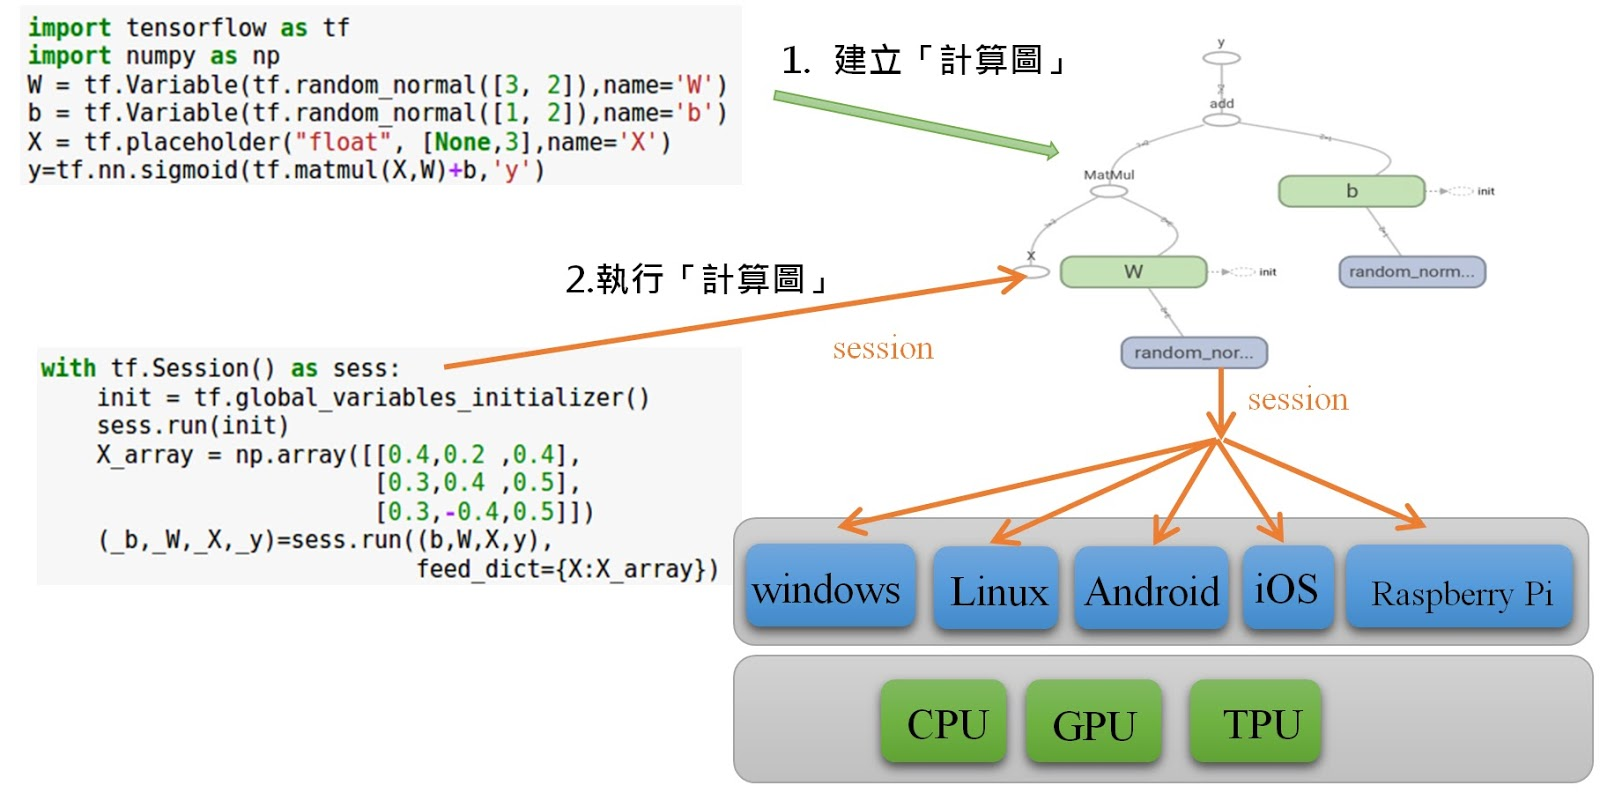 import tensorflow as tf
import numpy as np
W = tf.Variable(tf.random_normal([3, 2]),name='W')
b = tf.Variable(tf.random_normal([1, 2]),name='b')
X = tf.placeholder("float", [None,3],name='X')
y=tf.nn.sigmoid(tf.matmul(X,W)+b,'y')
1. 建立「計算圖」
y
add
MatMul
b
init
X
W
init
random_norm...
random_nor...
2.執行「計算圖」
session
session
with tf.Session() as sess:
    init = tf.global_variables_initializer()
    sess.run(init)
    X_array = np.array([[0.4,0.2 ,0.4],
                        [0.3,0.4 ,0.5],
                        [0.3,-0.4,0.5]])
    (_b,_W,_X,_y)=sess.run((b,W,X,y),
                           feed_dict={X:X_array})
windows
Linux
Android
iOS
Raspberry Pi
CPU
GPU
TPU